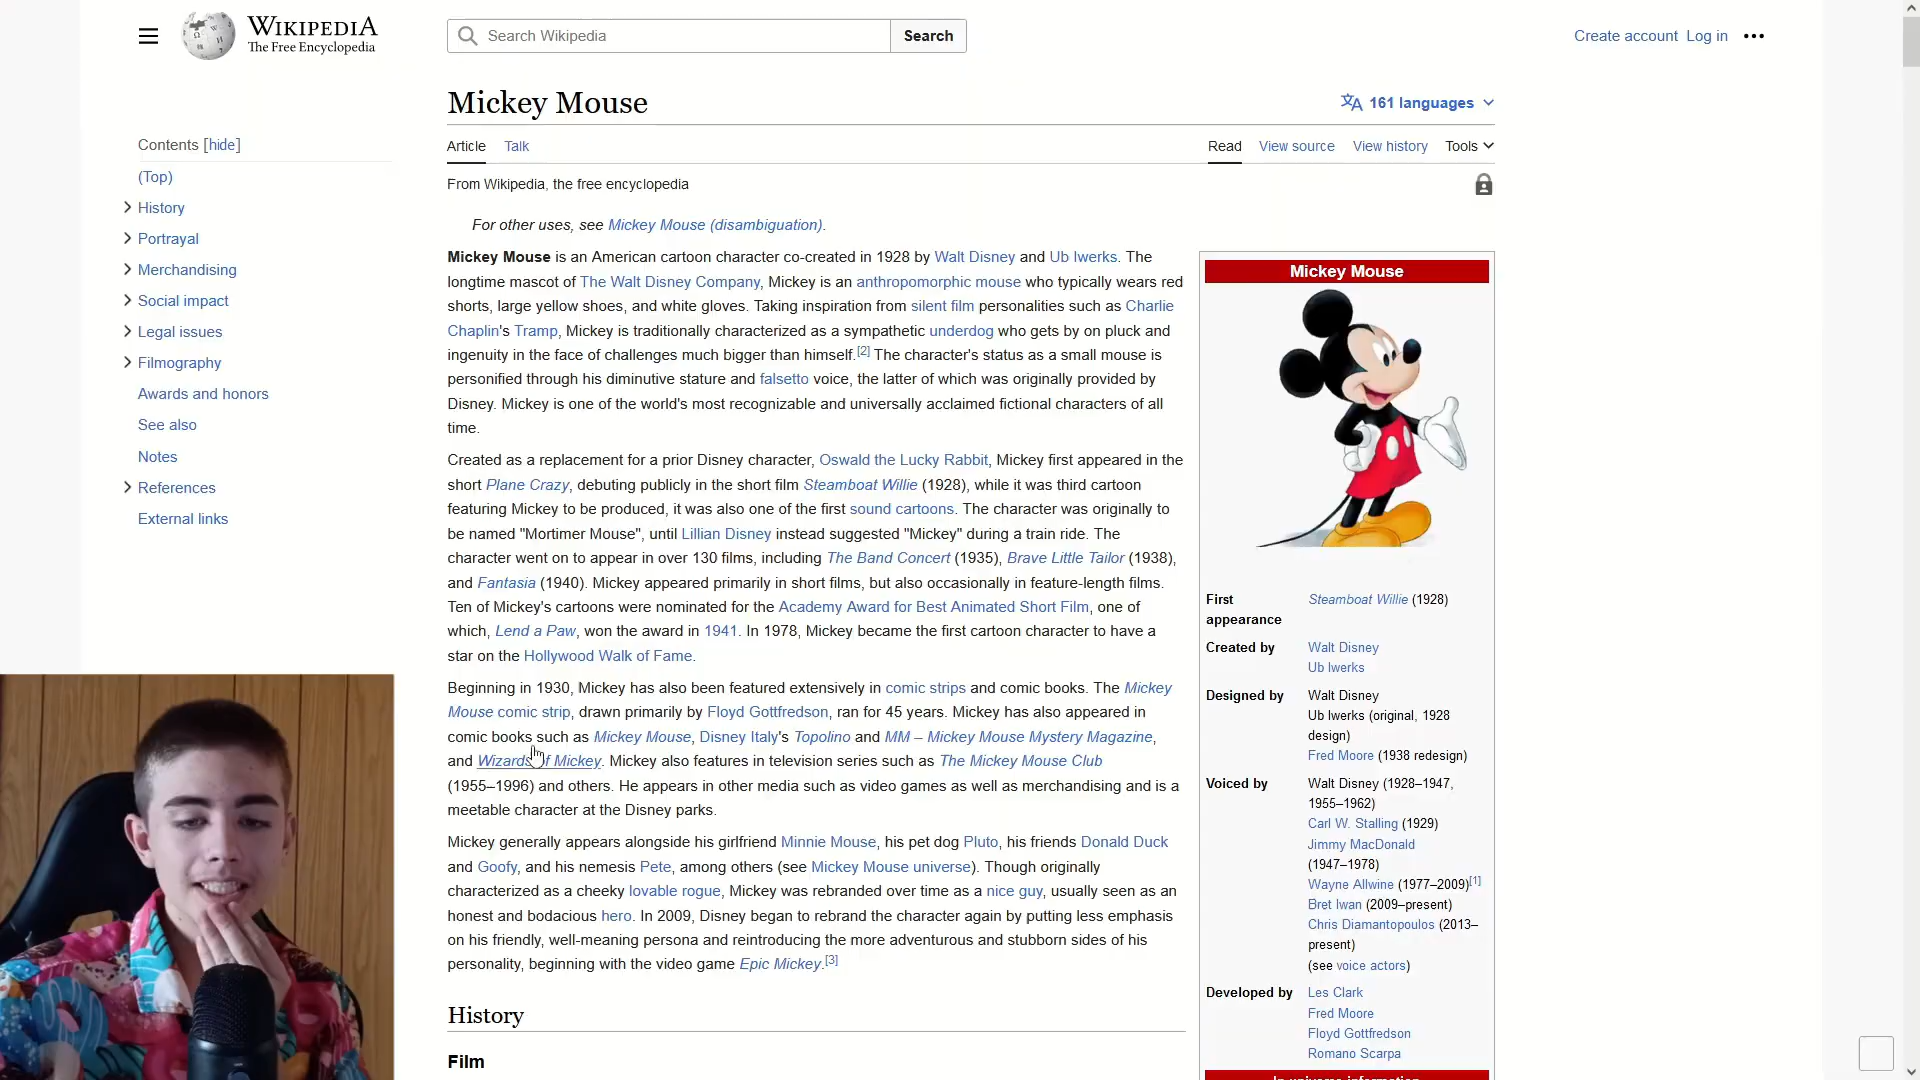 WIKIPEDIA
The Free Encyclopedia
Search Wikipedia
Search
Create account Log in
Mickey Mouse
161 languages
Contents [hide]
(Top)
History
Portrayal
Merchandising
Social impact
Legal issues
Filmography
Awards and honors
See also
Notes
References
External links
Article Talk
Read View source View history Tools
From Wikipedia, the free encyclopedia
For other uses, see Mickey Mouse (disambiguation).
Mickey Mouse is an American cartoon character co-created in 1928 by Walt Disney and Ub Iwerks. The
longtime mascot of The Walt Disney Company, Mickey is an anthropomorphic mouse who typically wears red
shorts, large yellow shoes, and white gloves. Taking inspiration from silent film personalities such as Charlie
Chaplin's Tramp, Mickey is traditionally characterized as a sympathetic underdog who gets by on pluck and
ingenuity in the face of challenges much bigger than himself.[2] The character's status as a small mouse is
personified through his diminutive stature and falsetto voice, the latter of which was originally provided by
Disney. Mickey is one of the world's most recognizable and universally acclaimed fictional characters of all
time.
Created as a replacement for a prior Disney character, Oswald the Lucky Rabbit, Mickey first appeared in the
short Plane Crazy, debuting publicly in the short film Steamboat Willie (1928), while it was third cartoon
featuring Mickey to be produced, it was also one of the first sound cartoons. The character was originally to
be named "Mortimer Mouse", until Lillian Disney instead suggested "Mickey" during a train ride. The
character went on to appear in over 130 films, including The Band Concert (1935), Brave Little Tailor (1938),
and Fantasia (1940). Mickey appeared primarily in short films, but also occasionally in feature-length films.
Ten of Mickey's cartoons were nominated for the Academy Award for Best Animated Short Film, one of
which, Lend a Paw, won the award in 1941. In 1978, Mickey became the first cartoon character to have a
star on the Hollywood Walk of Fame.
Beginning in 1930, Mickey has also been featured extensively in comic strips and comic books. The Mickey
Mouse comic strip, drawn primarily by Floyd Gottfredson, ran for 45 years. Mickey has also appeared in
comic books such as Mickey Mouse, Disney Italy's Topolino and MM – Mickey Mouse Mystery Magazine,
and Wizards of Mickey. Mickey also features in television series such as The Mickey Mouse Club
(1955–1996) and others. He appears in other media such as video games as well as merchandising and is a
meetable character at the Disney parks.
Mickey generally appears alongside his girlfriend Minnie Mouse, his pet dog Pluto, his friends Donald Duck
and Goofy, and his nemesis Pete, among others (see Mickey Mouse universe). Though originally
characterized as a cheeky lovable rogue, Mickey was rebranded over time as a nice guy, usually seen as an
honest and bodacious hero. In 2009, Disney began to rebrand the character again by putting less emphasis
on his friendly, well-meaning persona and reintroducing the more adventurous and stubborn sides of his
personality, beginning with the video game Epic Mickey.[3]
History
Film
Mickey Mouse
First Steamboat Willie (1928)
appearance
Created by Walt Disney
Ub Iwerks
Designed by Walt Disney
Ub Iwerks (original, 1928
design)
Fred Moore (1938 redesign)
Voiced by Walt Disney (1928–1947,
1955–1962)
Carl W. Stalling (1929)
Jimmy MacDonald
(1947–1978)
Wayne Allwine (1977–2009)[1]
Bret Iwan (2009–present)
Chris Diamantopoulos (2013–
present)
(see voice actors)
Developed by Les Clark
Fred Moore
Floyd Gottfredson
Romano Scarpa
In-universe information